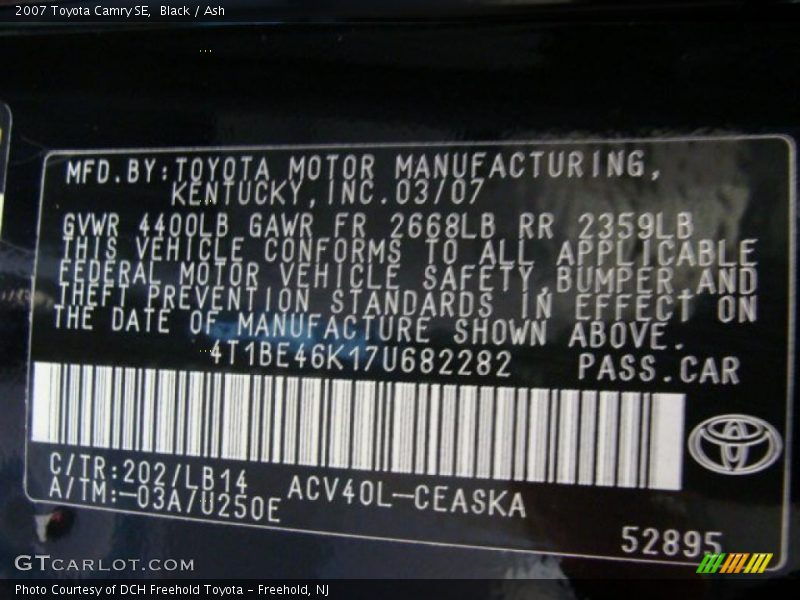 2007 Toyota Camry SE,  Black / Ash
MFD.BY:TOYOTA MOTOR MANUFACTURING,
KENTUCKY,INC.03/07
GVWR 4400LB GAWR FR 2668LB RR 2359LB
THIS VEHICLE CONFORMS TO ALL APPLICABLE
FEDERAL MOTOR VEHICLE SAFETY,BUMPER AND
THEFT PREVENTION STANDARDS IN EFFECT ON
THE DATE OF MANUFACTURE SHOWN ABOVE.
4T1BE46K17U682282 PASS.CAR
C/TR:202/LB14
A/TM:-03A/U250E ACV40L-CEASKA
52895
GTCARLOT.COM
Photo Courtesy of DCH Freehold Toyota - Freehold, NJ